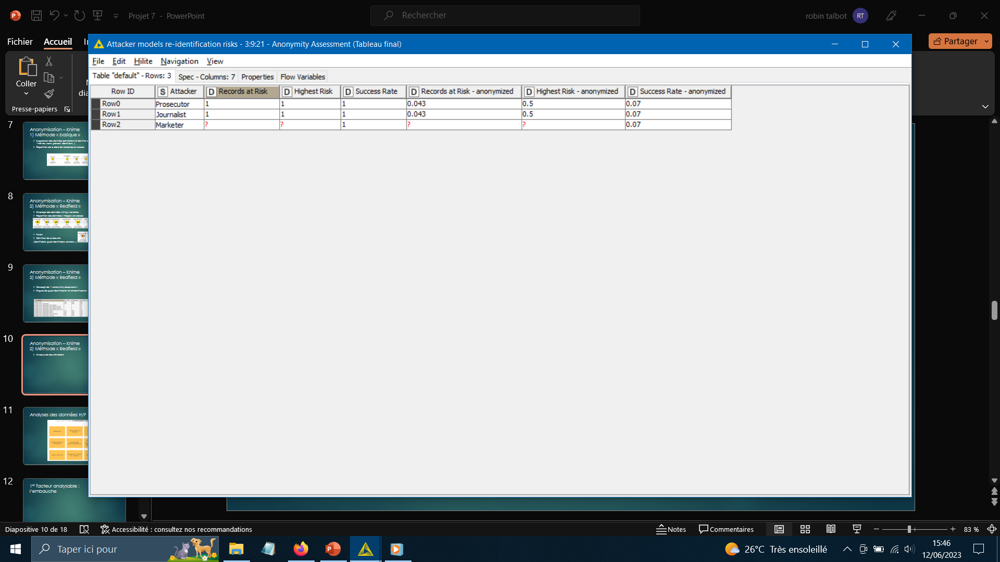 Projet 7 - PowerPoint
Rechercher
robin talbot
RT
Fichier
Accueil
Partager
Coller
Presse-papiers
Attacker models re-identification risks - 3:9:21 - Anonymity Assessment (Tableau final)
File Edit Hilite Navigation View
Table "default" - Rows: 3 Spec - Columns: 7 Properties Flow Variables
Row ID S Attacker D Records at Risk D Highest Risk D Success Rate D Records at Risk - anonymized D Highest Risk - anonymized D Success Rate - anonymized
Row0 Prosecutor 1 1 1 0.043 0.5 0.07
Row1 Journalist 1 1 1 0.043 0.5 0.07
Row2 Marketer ? ? 1 ? ? 0.07
7
Anonymisation – Knime
1) Méthode « basique »
8
Anonymisation – Knime
2) Méthode « Redfield »
9
Anonymisation – Knime
2) Méthode « Redfield »
10
Anonymisation – Knime
2) Méthode « Redfield »
Niveaux de sécurité établis
11
Analyses des données H/F
12
1er facteur analysable :
l'embauche
Diapositive 10 de 18
Accessibilité : consultez nos recommandations
Notes
Commentaires
83 %
Taper ici pour
26°C Très ensoleillé
15:46
12/06/2023